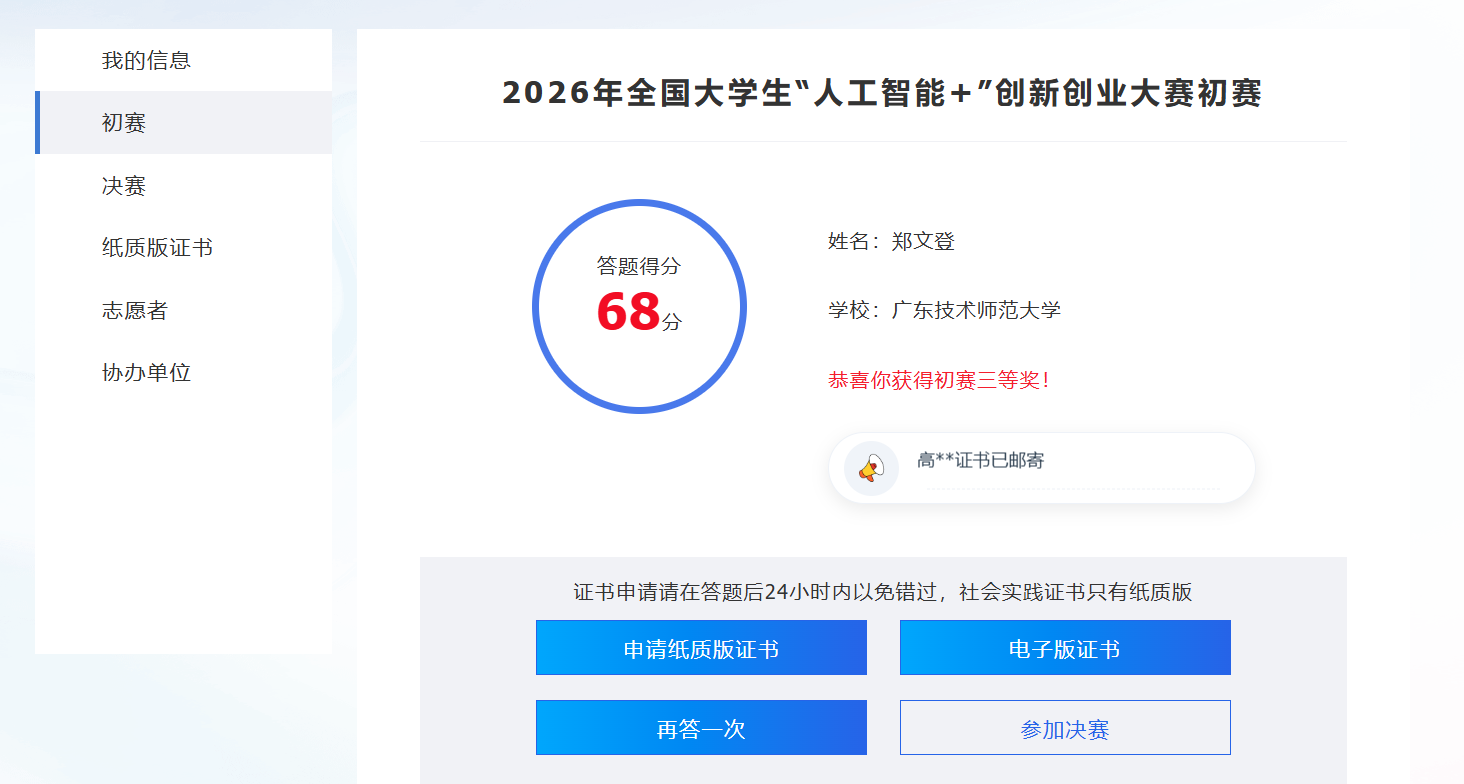 我的信息
初赛
决赛
纸质版证书
志愿者
协办单位
2026年全国大学生“人工智能+”创新创业大赛初赛
答题得分
68分
姓名：郑文登
学校：广东技术师范大学
恭喜你获得初赛三等奖！
高**证书已邮寄
证书申请请在答题后24小时内以免错过，社会实践证书只有纸质版
申请纸质版证书
电子版证书
再答一次
参加决赛